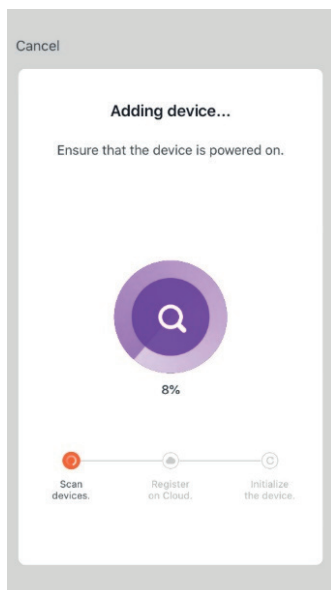 Cancel
Adding device...
Ensure that the device is powered on.
8%
Scan
devices.
Register
on Cloud.
Initialize
the device.